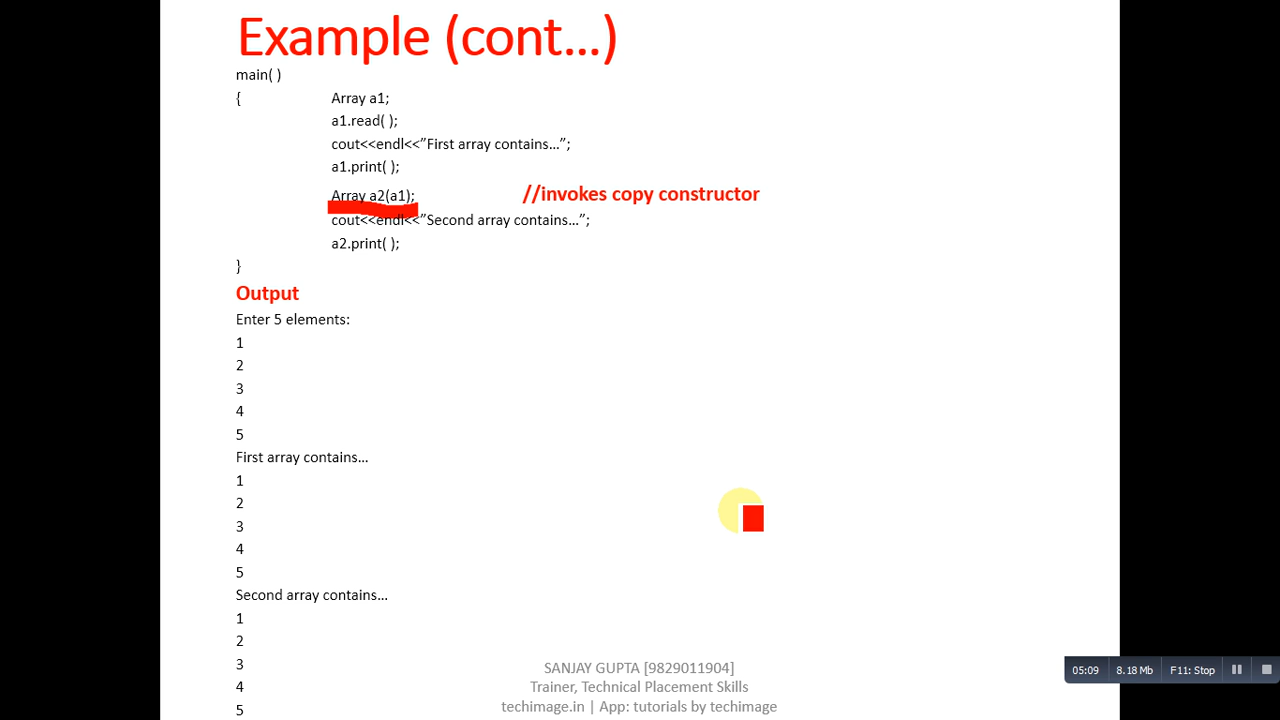 Example (cont…)
main( )
{ Array a1;
a1.read( );
cout<<endl<<”First array contains…”;
a1.print( );
Array a2(a1); //invokes copy constructor
cout<<endl<<”Second array contains…”;
a2.print( );
}
Output
Enter 5 elements:
1
2
3
4
5
First array contains…
1
2
3
4
5
Second array contains…
1
2
3
4
5
SANJAY GUPTA [9829011904]
Trainer, Technical Placement Skills
techimage.in | App: tutorials by techimage
05:09 8.18 Mb F11: Stop